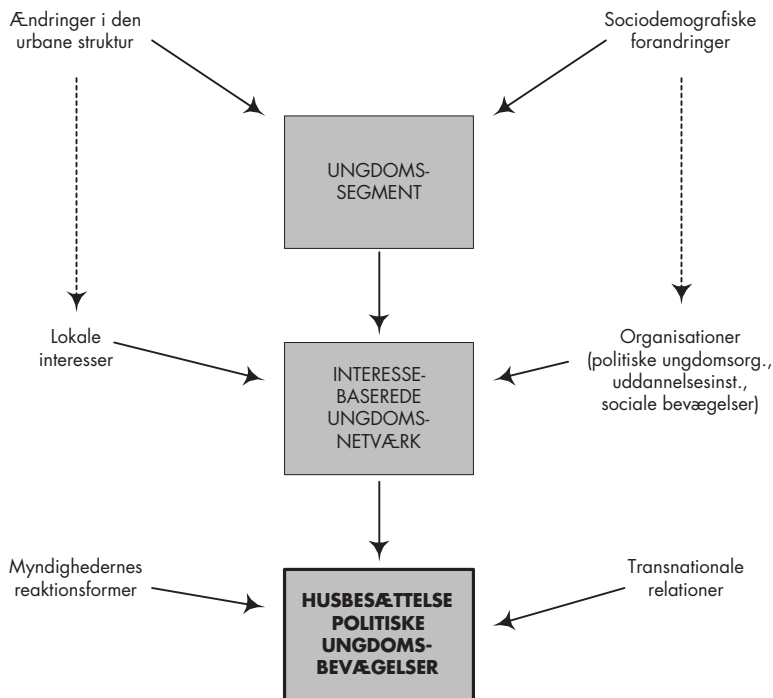 Ændringer i den
urbane struktur
Sociodemografiske
forandringer
UNGDOMS-
SEGMENT
Lokale
interesser
INTERESSE-
BASEREDE
UNGDOMS-
NETVÆRK
Organisationer
(politiske ungdomsorg.,
uddannelsesinst.,
sociale bevægelser)
Myndighedernes
reaktionsformer
HUSBESÆTTELSE
POLITISKE
UNGDOMS-
BEVÆGELSER
Transnationale
relationer